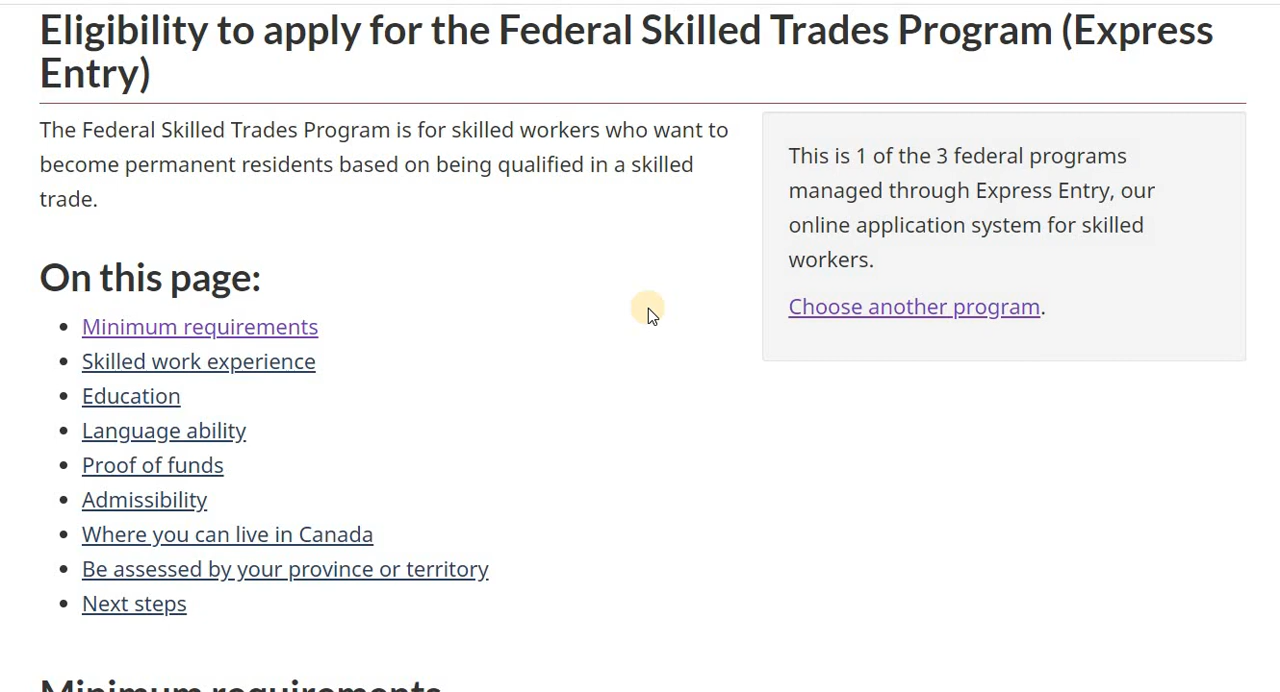 Eligibility to apply for the Federal Skilled Trades Program (Express
Entry)
The Federal Skilled Trades Program is for skilled workers who want to
become permanent residents based on being qualified in a skilled
trade.
This is 1 of the 3 federal programs
managed through Express Entry, our
online application system for skilled
workers.
Choose another program.
On this page:
Minimum requirements
Skilled work experience
Education
Language ability
Proof of funds
Admissibility
Where you can live in Canada
Be assessed by your province or territory
Next steps
Minimum requirements